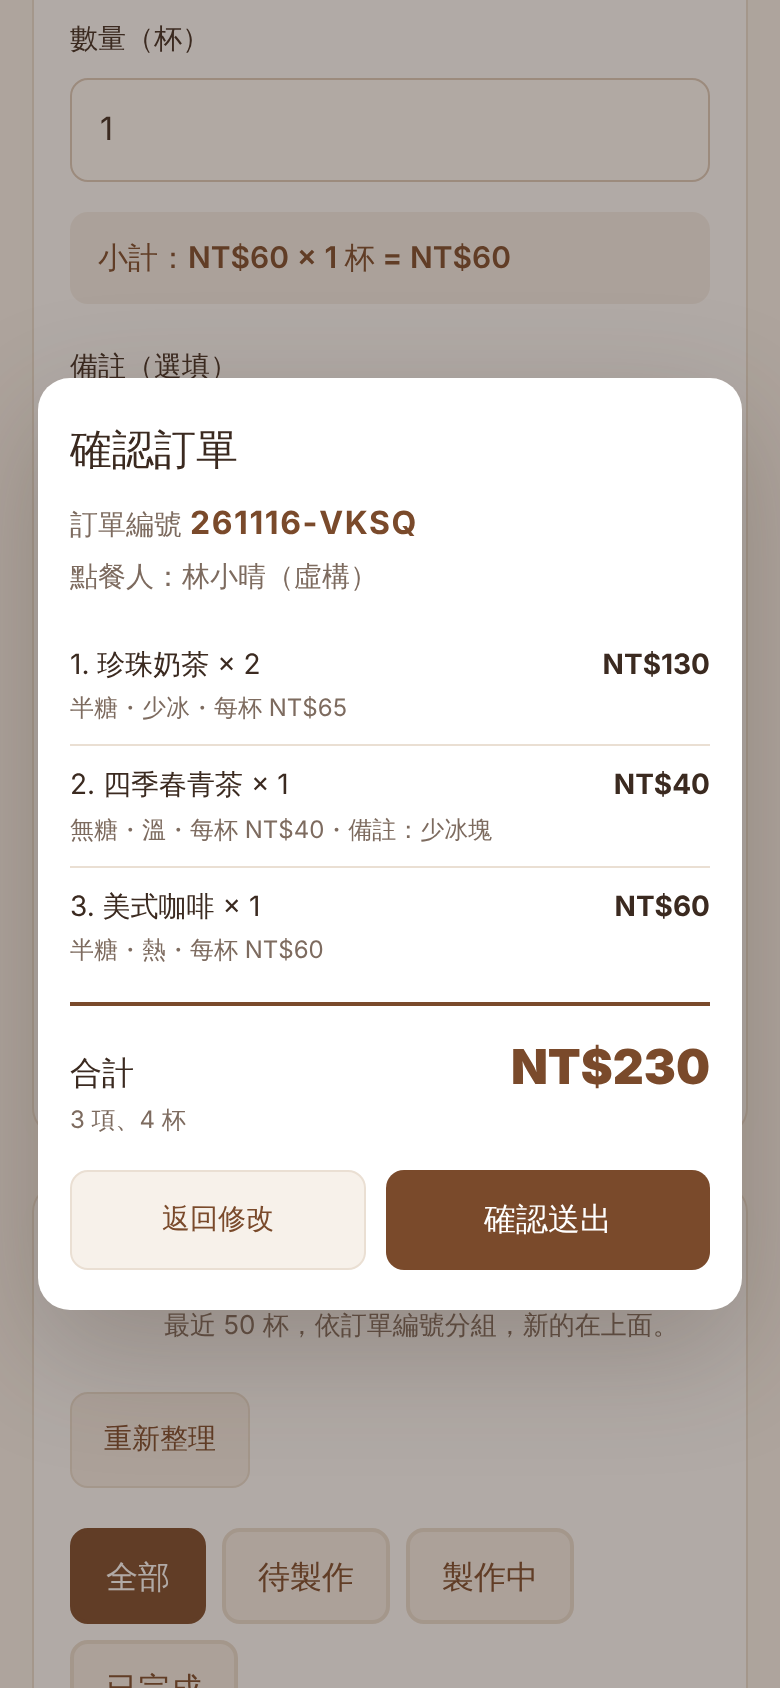 數量（杯）
1
小計：NT$60 × 1 杯 = NT$60
備註（選填）
確認訂單
訂單編號 261116-VKSQ
點餐人：林小晴（虛構）
1. 珍珠奶茶 × 2 NT$130
半糖・少冰・每杯 NT$65
2. 四季春青茶 × 1 NT$40
無糖・溫・每杯 NT$40・備註：少冰塊
3. 美式咖啡 × 1 NT$60
半糖・熱・每杯 NT$60
合計 NT$230
3 項、4 杯
返回修改 確認送出
最近 50 杯，依訂單編號分組，新的在上面。
重新整理
全部 待製作 製作中
已完成